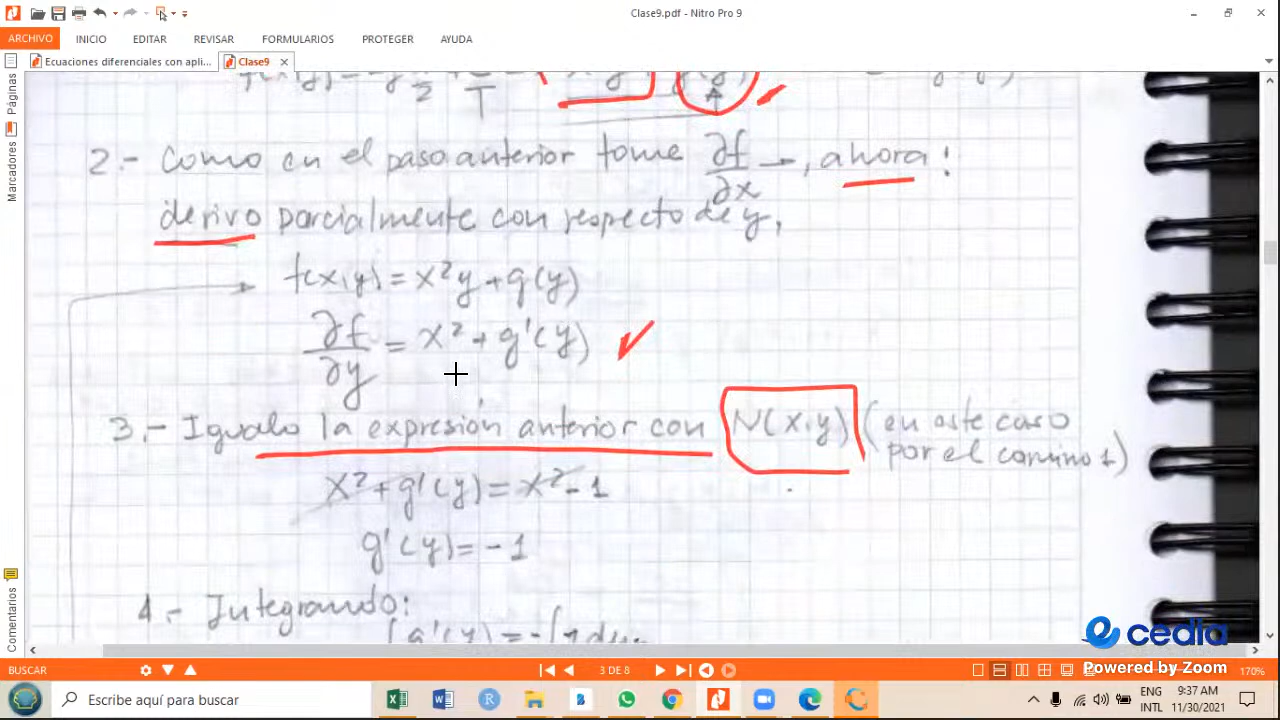 Clase9.pdf - Nitro Pro 9
ARCHIVO INICIO EDITAR REVISAR FORMULARIOS PROTEGER AYUDA
Ecuaciones diferenciales con apli... Clase9
Páginas
Marcadores
Comentarios
2.- Como en el paso anterior tome ∂f/∂x →, ahora!
derivo parcialmente con respecto de y,
f(x,y) = x²y + g(y)
∂f/∂y = x² + g'(y)
3.- Igualo la expresión anterior con N(x,y) (en este caso
por el camino 1)
x² + g'(y) = x² - 1
g'(y) = -1
4.- Integrando:
∫g'(y) = -∫1dy
cedia
Powered by Zoom
BUSCAR 3 DE 8 170%
Escribe aquí para buscar
ENG 9:37 AM
INTL 11/30/2021